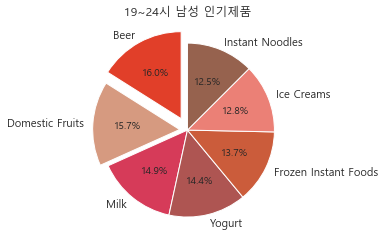 19~24시 남성 인기제품
Beer
16.0%
Instant Noodles
12.5%
Ice Creams
12.8%
Domestic Fruits
15.7%
Frozen Instant Foods
13.7%
Milk
14.9%
Yogurt
14.4%